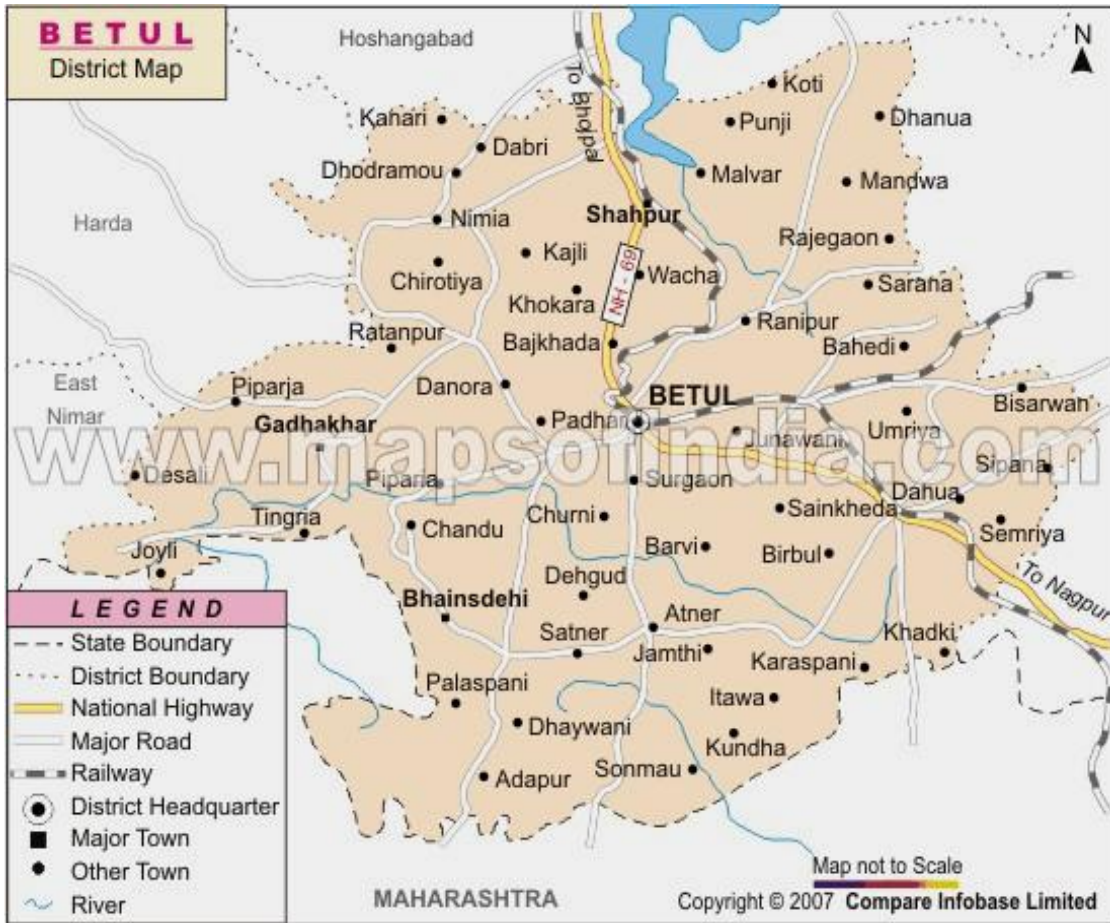 BETUL
District Map
Hoshangabad
N
To Bhopal
Koti
Kahari
Punji
Dhanua
Dabri
Dhodramou
Malvar
Mandwa
Harda
Nimia
Shahpur
Rajegaon
Kajli
Chirotiya
Wacha
NH - 69
Saraha
Khokara
Ratanpur
Ranipur
Bajkhada
Bahedi
East
Nimar
Piparja
Danora
BETUL
Bisarwah
Gadhakhar
Padhar
Junawani
Umriya
www.mapsofindia.com
Desali
Piparia
Surgaon
Sipana
Dahua
Tingria
Chandu
Churni
Sainkheda
Semriya
Joyli
Barvi
Birbul
Dehgud
To Nagpur
Bhainsdehi
Atner
Satner
Jamthi
Khadki
Karaspani
Palaspani
Itawa
Dhaywani
Kundha
Adapur
Sonmau
LEGEND
State Boundary
District Boundary
National Highway
Major Road
Railway
District Headquarter
Major Town
Other Town
River
MAHARASHTRA
Map not to Scale
Copyright © 2007 Compare Infobase Limited